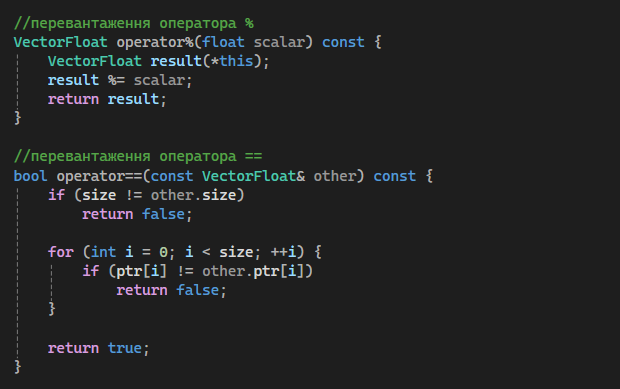 //перевантаження оператора %
VectorFloat operator%(float scalar) const {
    VectorFloat result(*this);
    result %= scalar;
    return result;
}

//перевантаження оператора ==
bool operator==(const VectorFloat& other) const {
    if (size != other.size)
        return false;

    for (int i = 0; i < size; ++i) {
        if (ptr[i] != other.ptr[i])
            return false;
    }

    return true;
}